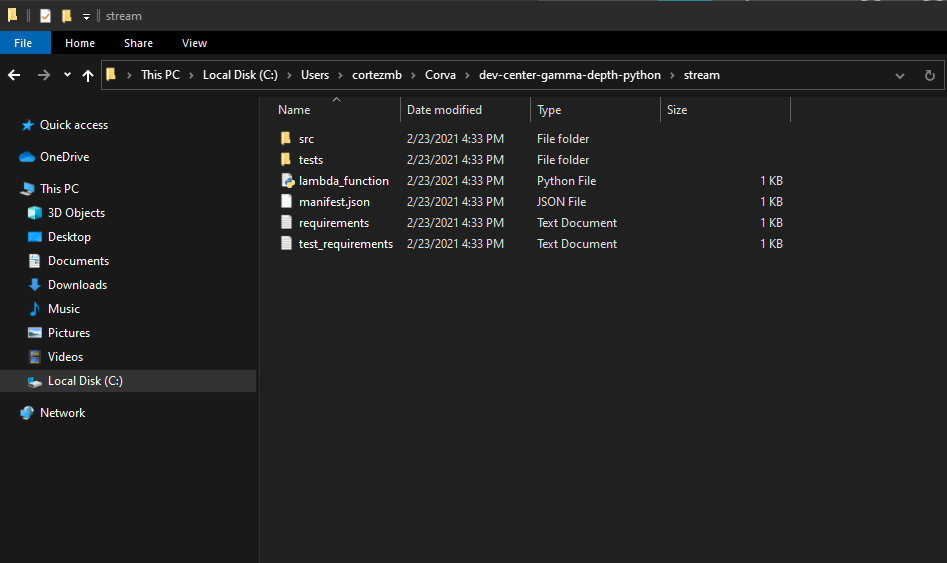 stream
File Home Share View
This PC Local Disk (C:) Users cortezmb Corva dev-center-gamma-depth-python stream
Quick access
OneDrive
This PC
3D Objects
Desktop
Documents
Downloads
Music
Pictures
Videos
Local Disk (C:)
Network
Name Date modified Type Size
src 2/23/2021 4:33 PM File folder
tests 2/23/2021 4:33 PM File folder
lambda_function 2/23/2021 4:33 PM Python File 1 KB
manifest.json 2/23/2021 4:33 PM JSON File 1 KB
requirements 2/23/2021 4:33 PM Text Document 1 KB
test_requirements 2/23/2021 4:33 PM Text Document 1 KB